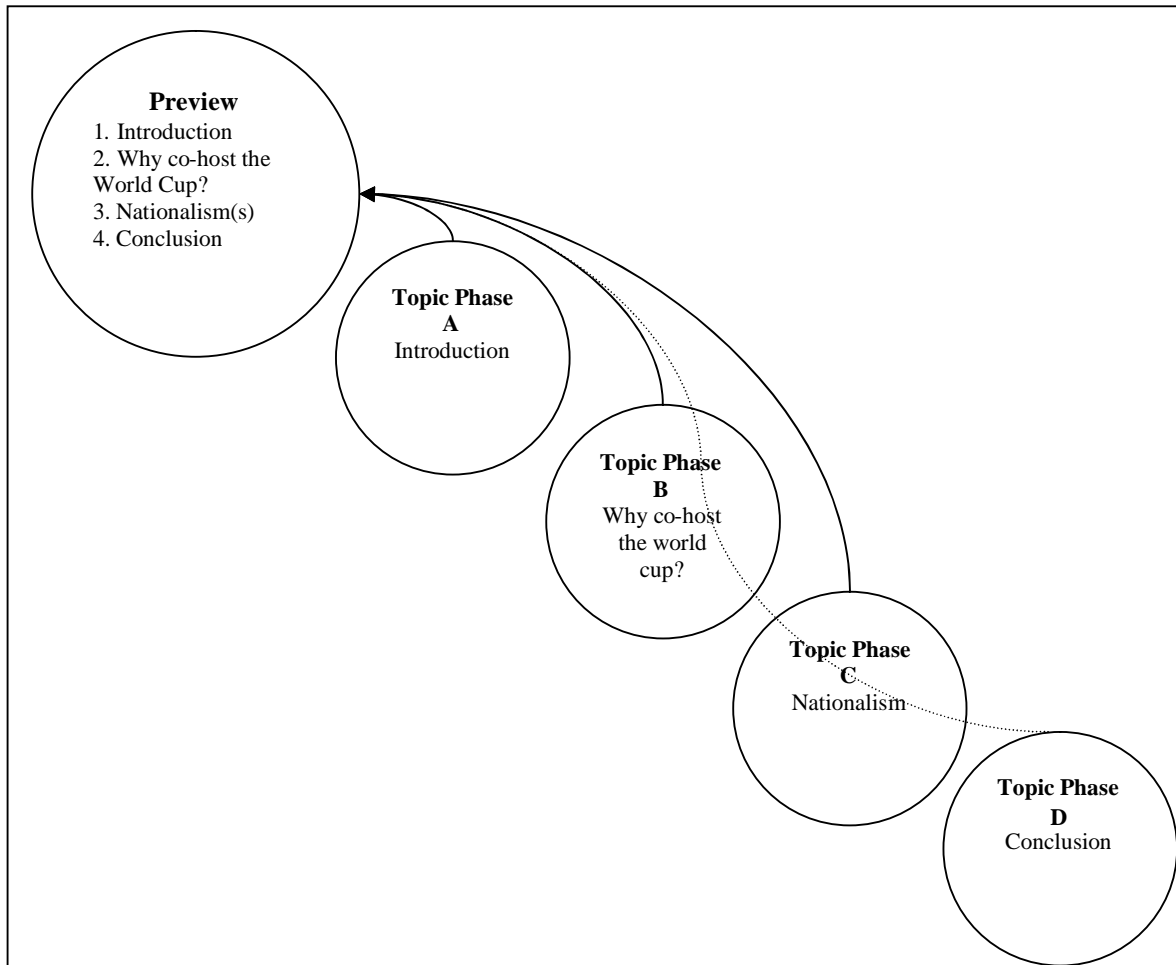 Preview
1. Introduction
2. Why co-host the
World Cup?
3. Nationalism(s)
4. Conclusion
Topic Phase
A
Introduction
Topic Phase
B
Why co-host
the world
cup?
Topic Phase
C
Nationalism
Topic Phase
D
Conclusion